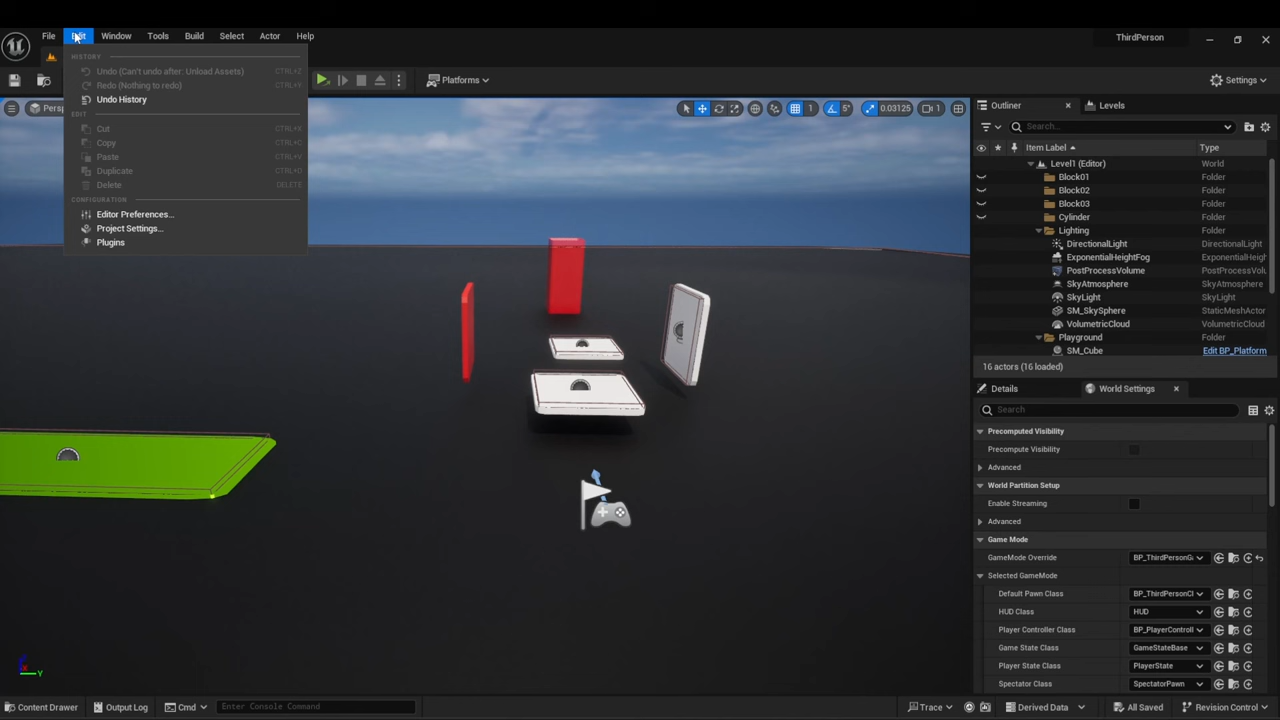 File Edit Window Tools Build Select Actor Help
ThirdPerson
HISTORY
Undo (Can't undo after: Unload Assets) CTRL+Z
Redo (Nothing to redo) CTRL+Y
Undo History
EDIT
Cut CTRL+X
Copy CTRL+C
Paste CTRL+V
Duplicate CTRL+D
Delete DELETE
CONFIGURATION
Editor Preferences...
Project Settings...
Plugins
Platforms
Settings
Persp
1 5° 0.03125 1
Outliner Levels
Search...
Item Label Type
Level1 (Editor) World
Block01 Folder
Block02 Folder
Block03 Folder
Cylinder Folder
Lighting Folder
DirectionalLight DirectionalLight
ExponentialHeightFog ExponentialHeigh
PostProcessVolume PostProcessVolu
SkyAtmosphere SkyAtmosphere
SkyLight SkyLight
SM_SkySphere StaticMeshActor
VolumetricCloud VolumetricCloud
Playground Folder
SM_Cube Edit BP_Platform
16 actors (16 loaded)
Details World Settings
Search
Precomputed Visibility
Precompute Visibility
Advanced
World Partition Setup
Enable Streaming
Advanced
Game Mode
GameMode Override BP_ThirdPersonG
Selected GameMode
Default Pawn Class BP_ThirdPersonCl
HUD Class HUD
Player Controller Class BP_PlayerControll
Game State Class GameStateBase
Player State Class PlayerState
Spectator Class SpectatorPawn
Z
Y
Content Drawer Output Log Cmd Enter Console Command Trace Derived Data All Saved Revision Control